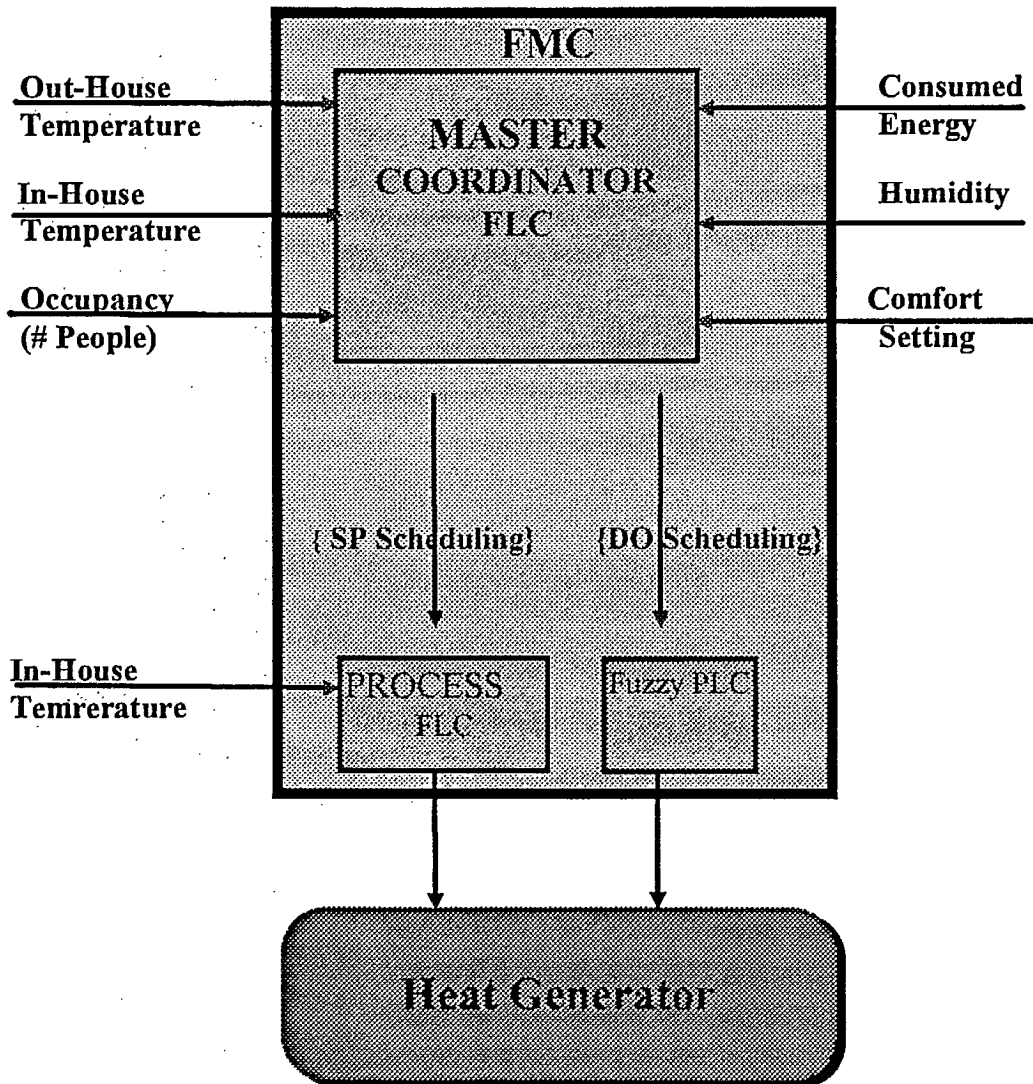 FMC
Out-House
Temperature
In-House
Temperature
Occupancy
(# People)
MASTER
COORDINATOR
FLC
Consumed
Energy
Humidity
Comfort
Setting
{ SP Scheduling}
{DO Scheduling}
In-House
Temrerature
PROCESS
FLC
Fuzzy PLC
Heat Generator